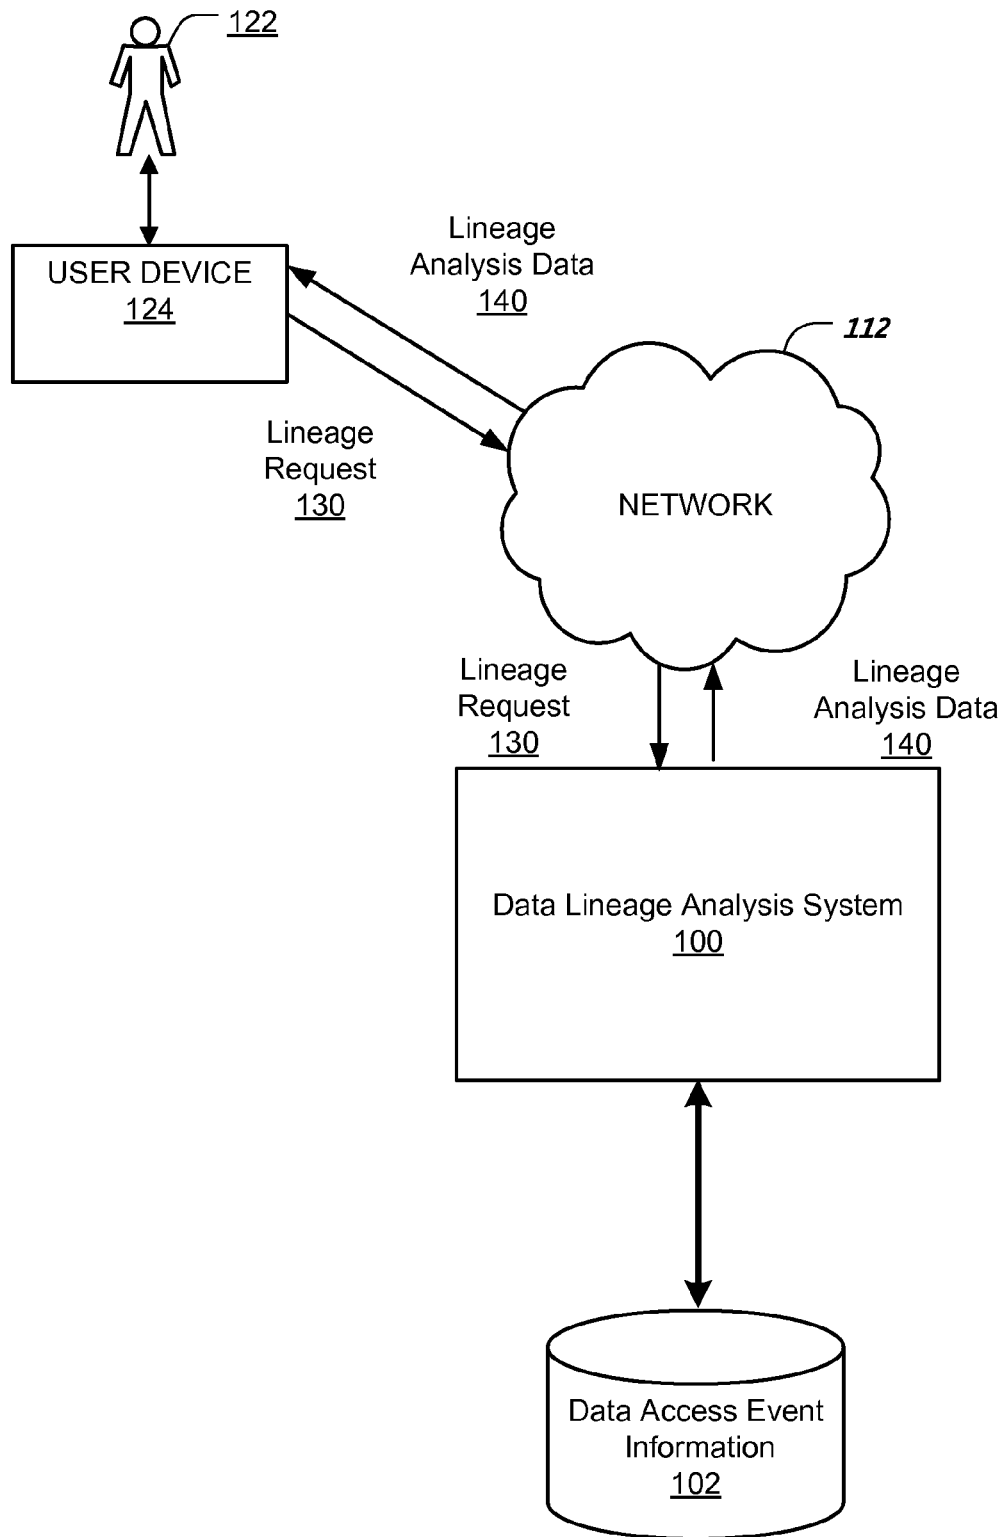 122
USER DEVICE
124
Lineage
Analysis Data
140
112
Lineage
Request
130
NETWORK
Lineage
Request
130
Lineage
Analysis Data
140
Data Lineage Analysis System
100
Data Access Event
Information
102